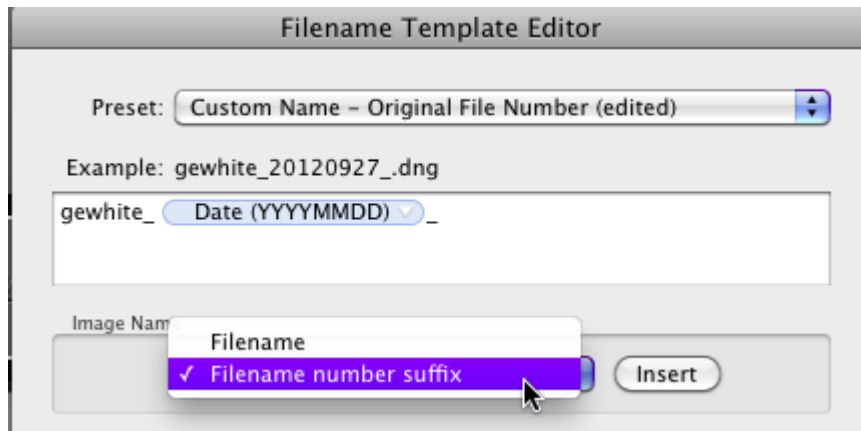 Filename Template Editor
Preset: Custom Name – Original File Number (edited)
Example: gewhite_20120927_.dng
gewhite_ Date (YYYYMMDD) _
Image Nam
Filename
✓ Filename number suffix Insert